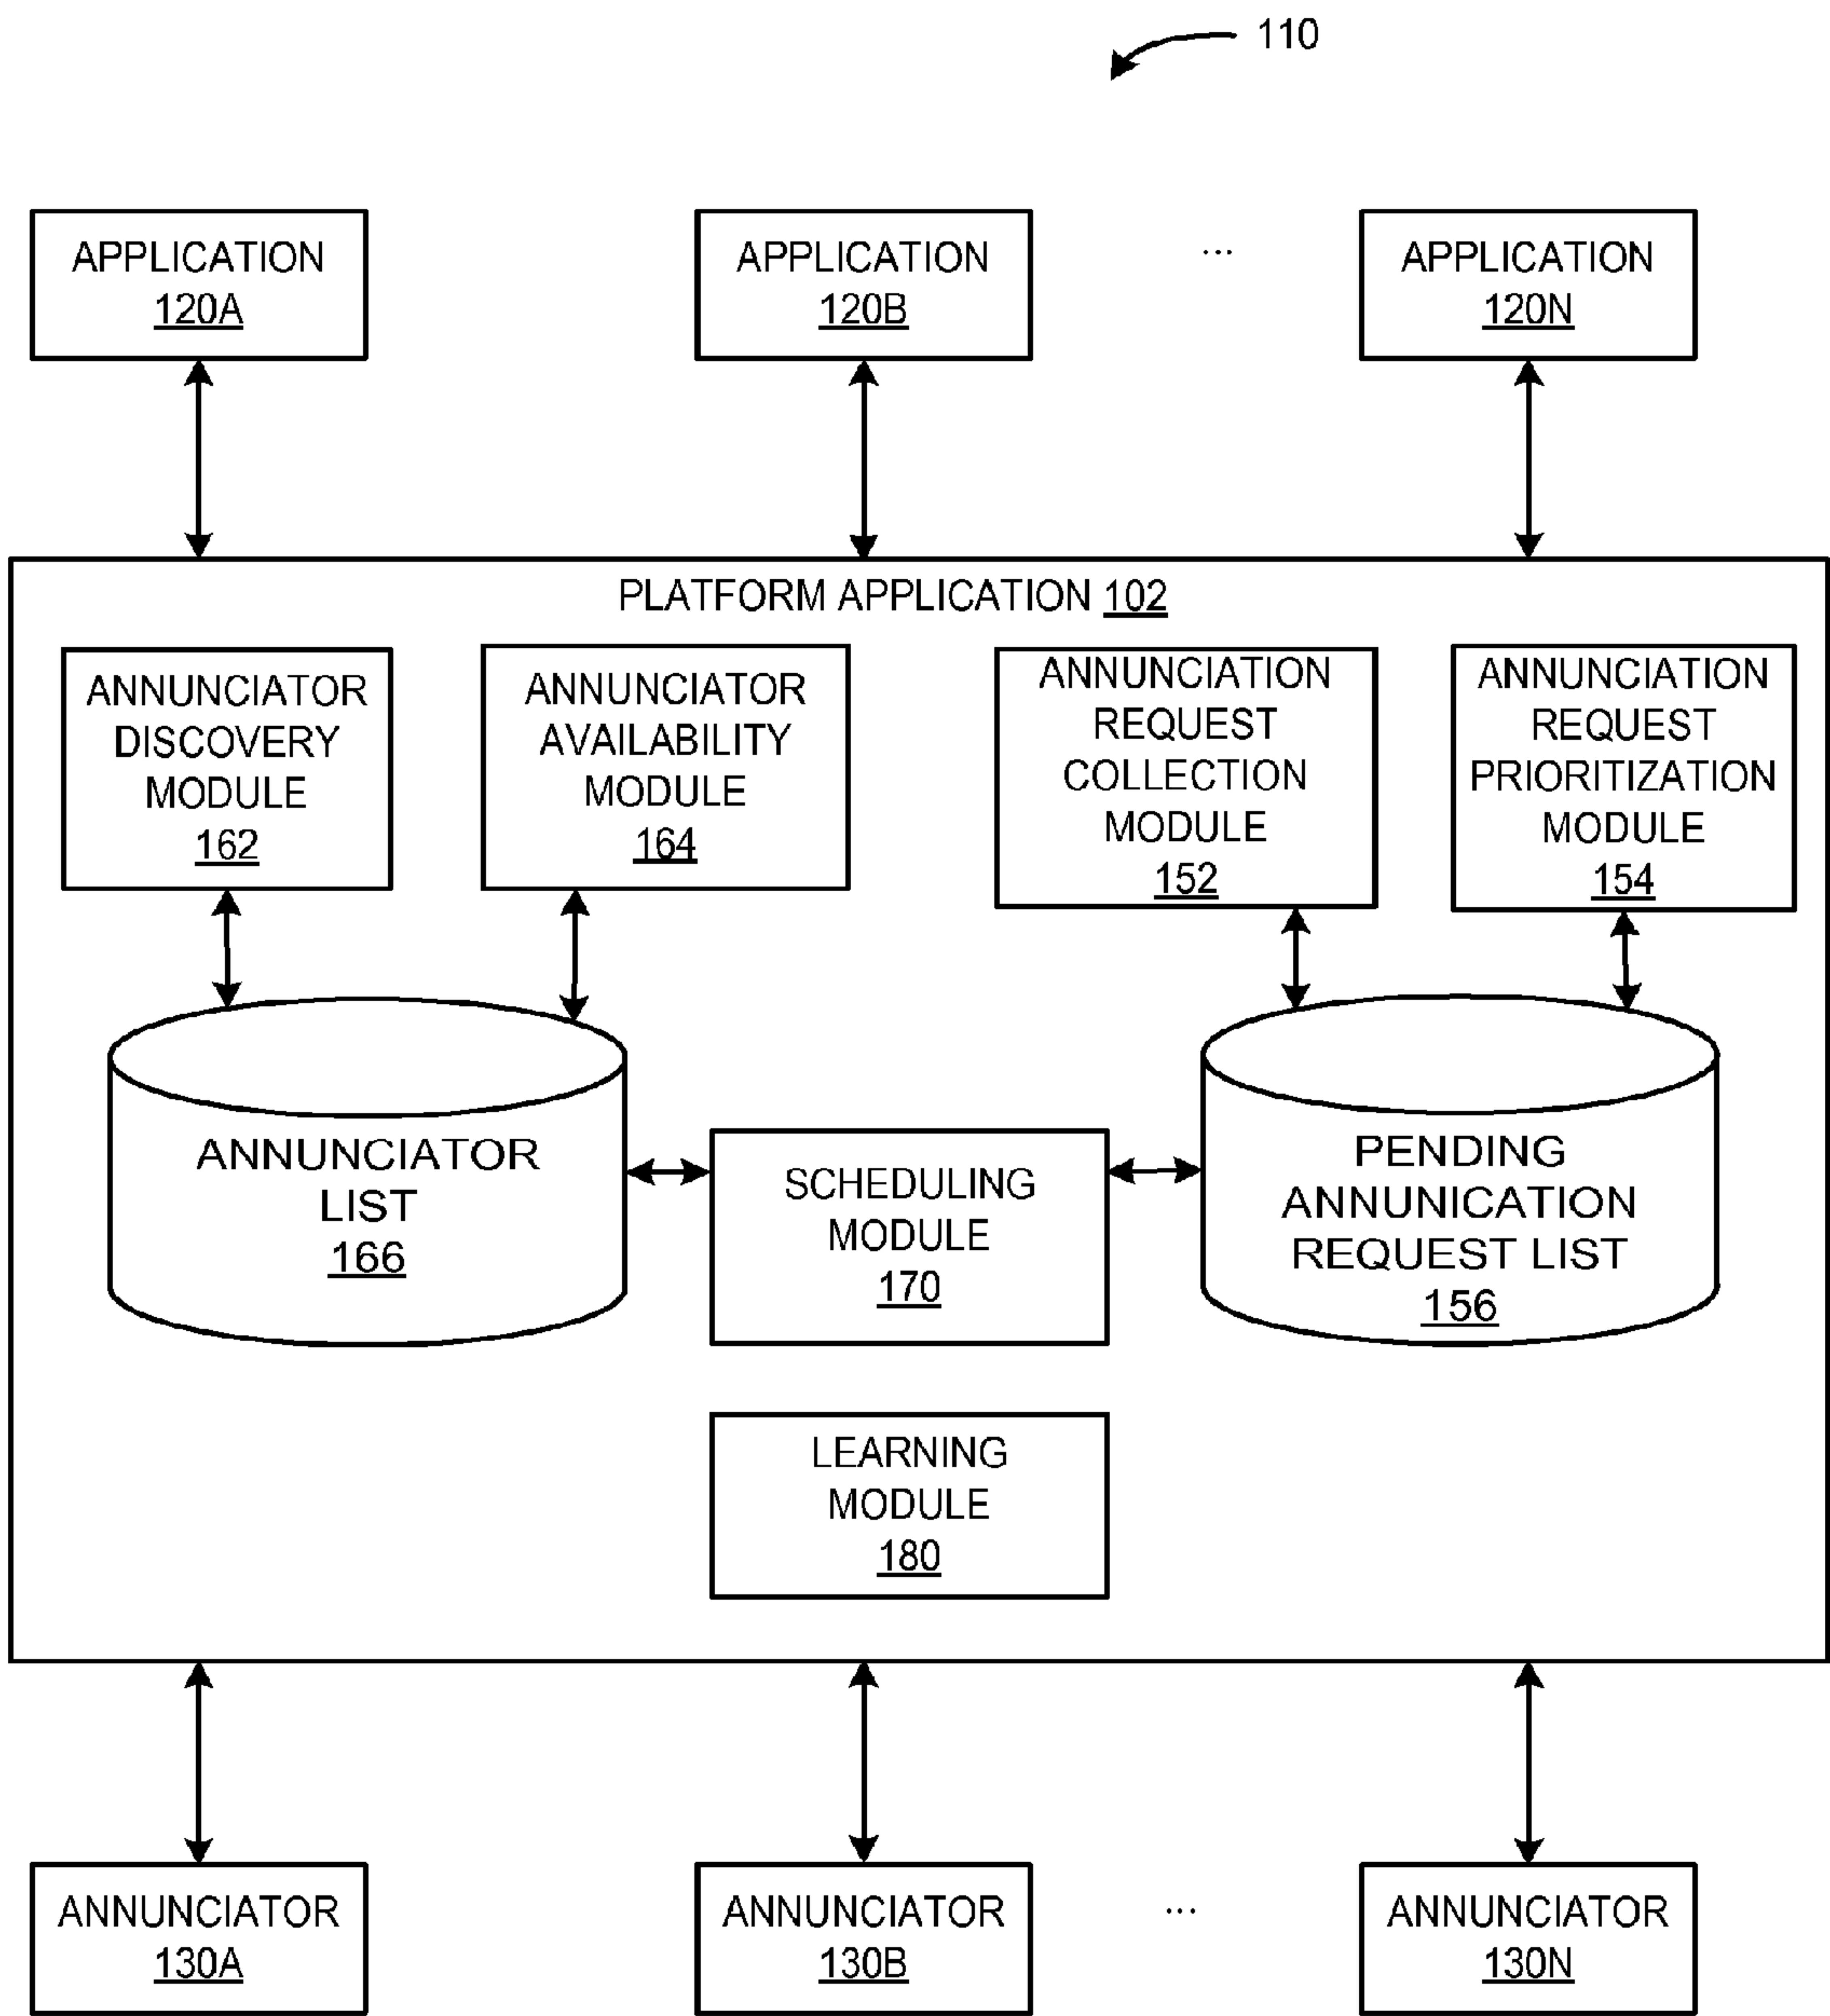 110
APPLICATION
120A
APPLICATION
120B
...
APPLICATION
120N
PLATFORM APPLICATION 102
ANNUNCIATOR
DISCOVERY
MODULE
162
ANNUNCIATOR
AVAILABILITY
MODULE
164
ANNUNCIATION
REQUEST
COLLECTION
MODULE
152
ANNUNCIATION
REQUEST
PRIORITIZATION
MODULE
154
ANNUNCIATOR
LIST
166
SCHEDULING
MODULE
170
PENDING
ANNUNICATION
REQUEST LIST
156
LEARNING
MODULE
180
ANNUNCIATOR
130A
ANNUNCIATOR
130B
...
ANNUNCIATOR
130N